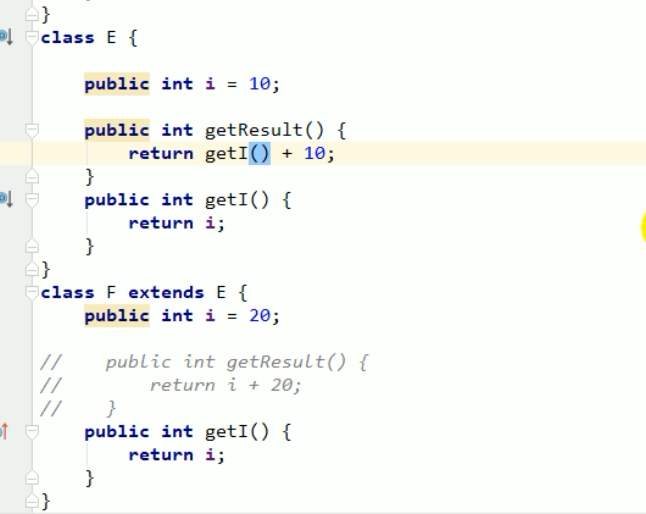 }
class E {
public int i = 10;
public int getResult() {
return getI() + 10;
}
public int getI() {
return i;
}
}
class F extends E {
public int i = 20;
//    public int getResult() {
//        return i + 20;
//    }
public int getI() {
return i;
}
}